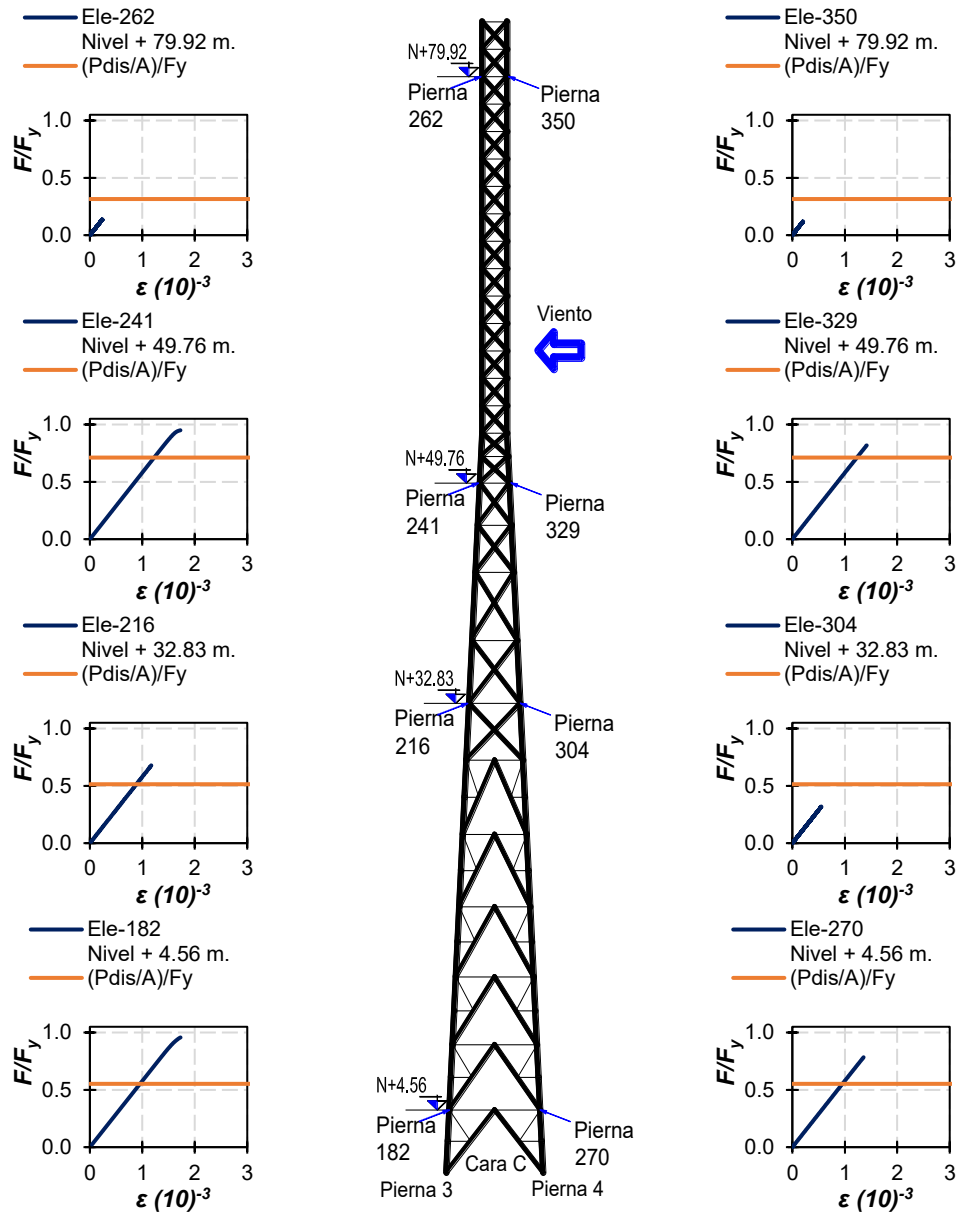 Ele-262
Nivel + 79.92 m.
(Pdis/A)/Fy
F/Fy
1.0
0.5
0.0
0 1 2 3
ε (10)-3
Ele-241
Nivel + 49.76 m.
(Pdis/A)/Fy
F/Fy
1.0
0.5
0.0
0 1 2 3
ε (10)-3
Ele-216
Nivel + 32.83 m.
(Pdis/A)/Fy
F/Fy
1.0
0.5
0.0
0 1 2 3
ε (10)-3
Ele-182
Nivel + 4.56 m.
(Pdis/A)/Fy
F/Fy
1.0
0.5
0.0
0 1 2 3
ε (10)-3
N+79.92
Pierna
262
Pierna
350
Viento
N+49.76
Pierna
241
Pierna
329
N+32.83
Pierna
216
Pierna
304
N+4.56
Pierna
182
Pierna
270
Cara C
Pierna 3
Pierna 4
Ele-350
Nivel + 79.92 m.
(Pdis/A)/Fy
F/Fy
1.0
0.5
0.0
0 1 2 3
ε (10)-3
Ele-329
Nivel + 49.76 m.
(Pdis/A)/Fy
F/Fy
1.0
0.5
0.0
0 1 2 3
ε (10)-3
Ele-304
Nivel + 32.83 m.
(Pdis/A)/Fy
F/Fy
1.0
0.5
0.0
0 1 2 3
ε (10)-3
Ele-270
Nivel + 4.56 m.
(Pdis/A)/Fy
F/Fy
1.0
0.5
0.0
0 1 2 3
ε (10)-3